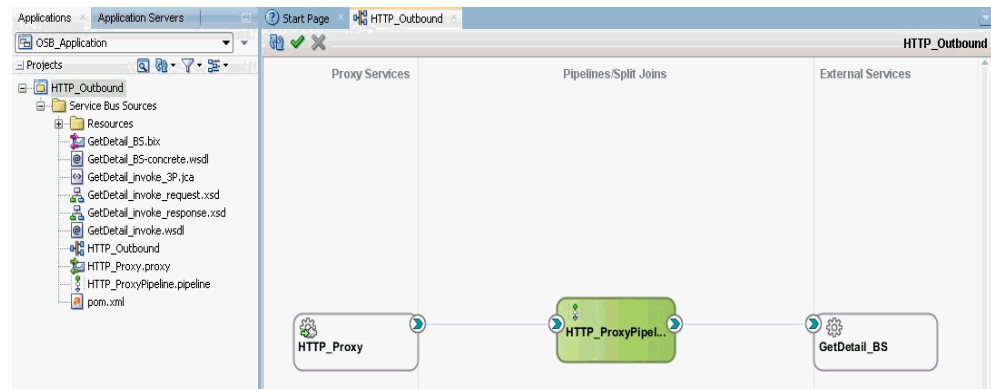 Applications
Application Servers
Start Page
HTTP_Outbound
OSB_Application
HTTP_Outbound
Projects
HTTP_Outbound
Service Bus Sources
Resources
GetDetail_BS.bix
GetDetail_BS-concrete.wsdl
GetDetail_invoke_3P.jca
GetDetail_invoke_request.xsd
GetDetail_invoke_response.xsd
GetDetail_invoke.wsdl
HTTP_Outbound
HTTP_Proxy.proxy
HTTP_ProxyPipeline.pipeline
pom.xml
Proxy Services
Pipelines/Split Joins
External Services
HTTP_Proxy
HTTP_ProxyPipel...
GetDetail_BS